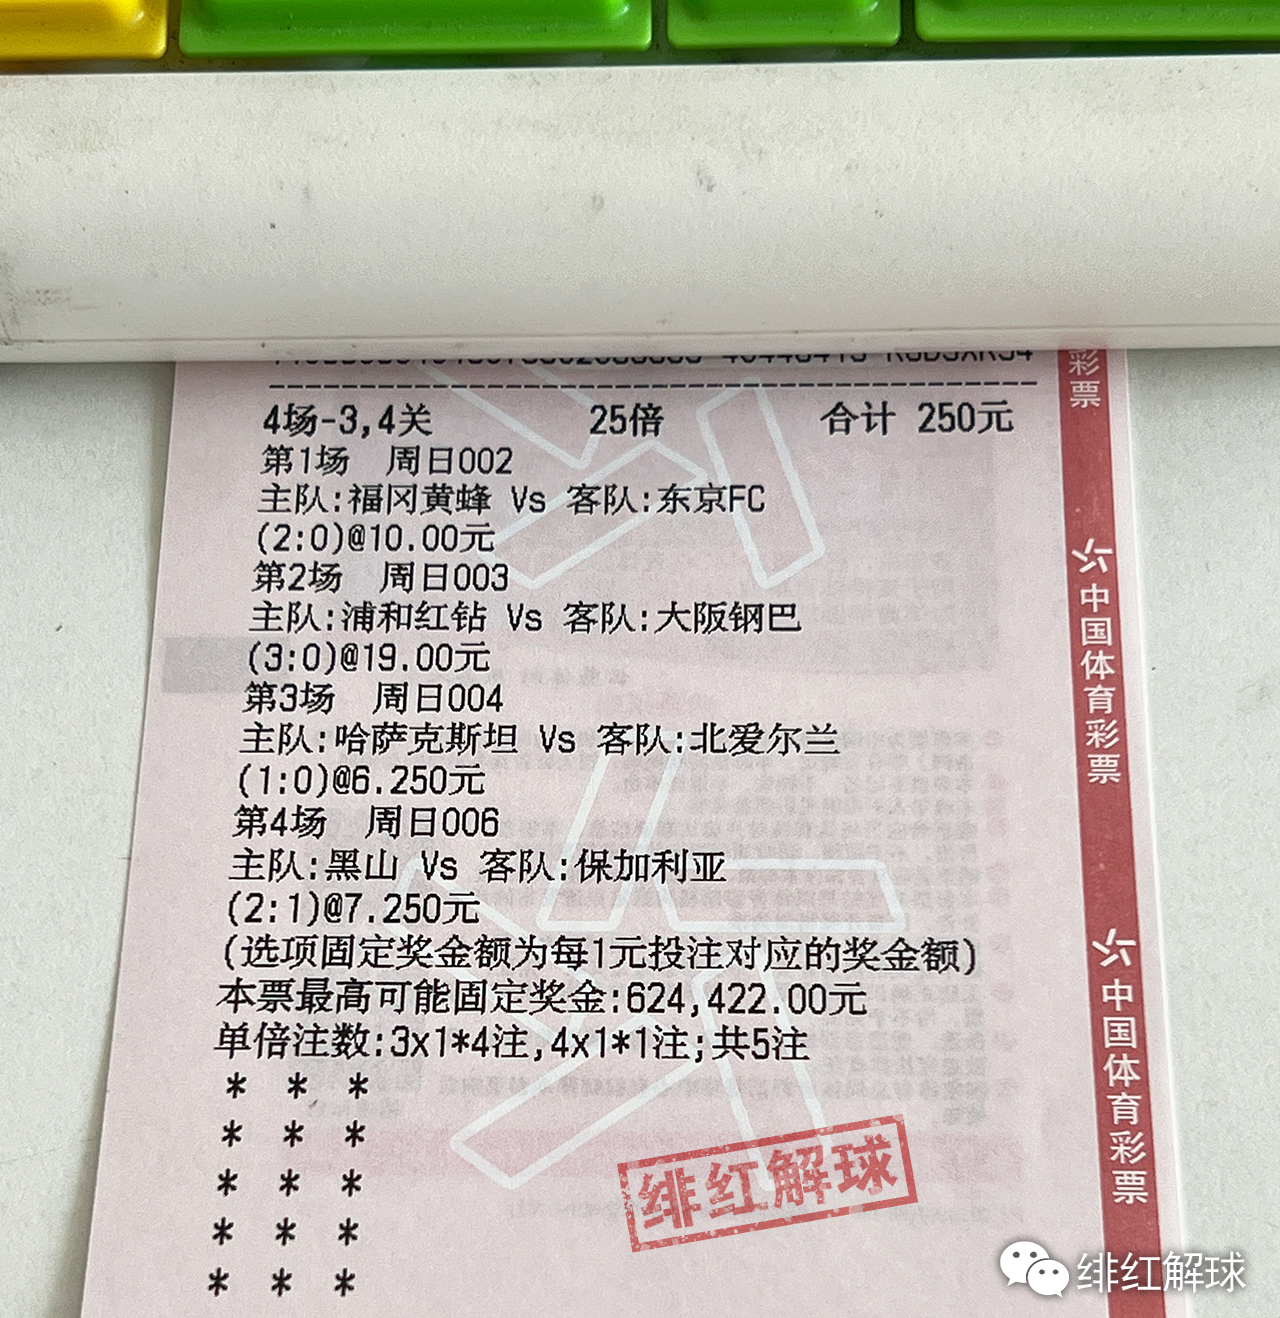 4场-3,4关 25倍 合计 250元
第1场 周日002
主队:福冈黄蜂 Vs 客队:东京FC
(2:0)@10.00元
第2场 周日003
主队:浦和红钻 Vs 客队:大阪钢巴
(3:0)@19.00元
第3场 周日004
主队:哈萨克斯坦 Vs 客队:北爱尔兰
(1:0)@6.250元
第4场 周日006
主队:黑山 Vs 客队:保加利亚
(2:1)@7.250元
(选项固定奖金额为每1元投注对应的奖金额)
本票最高可能固定奖金:624,422.00元
单倍注数:3x1*4注,4x1*1注;共5注
* * *
* * *
* * *
* * *
* * *
彩票
中国体育彩票
中国体育彩票
绯红解球
绯红解球